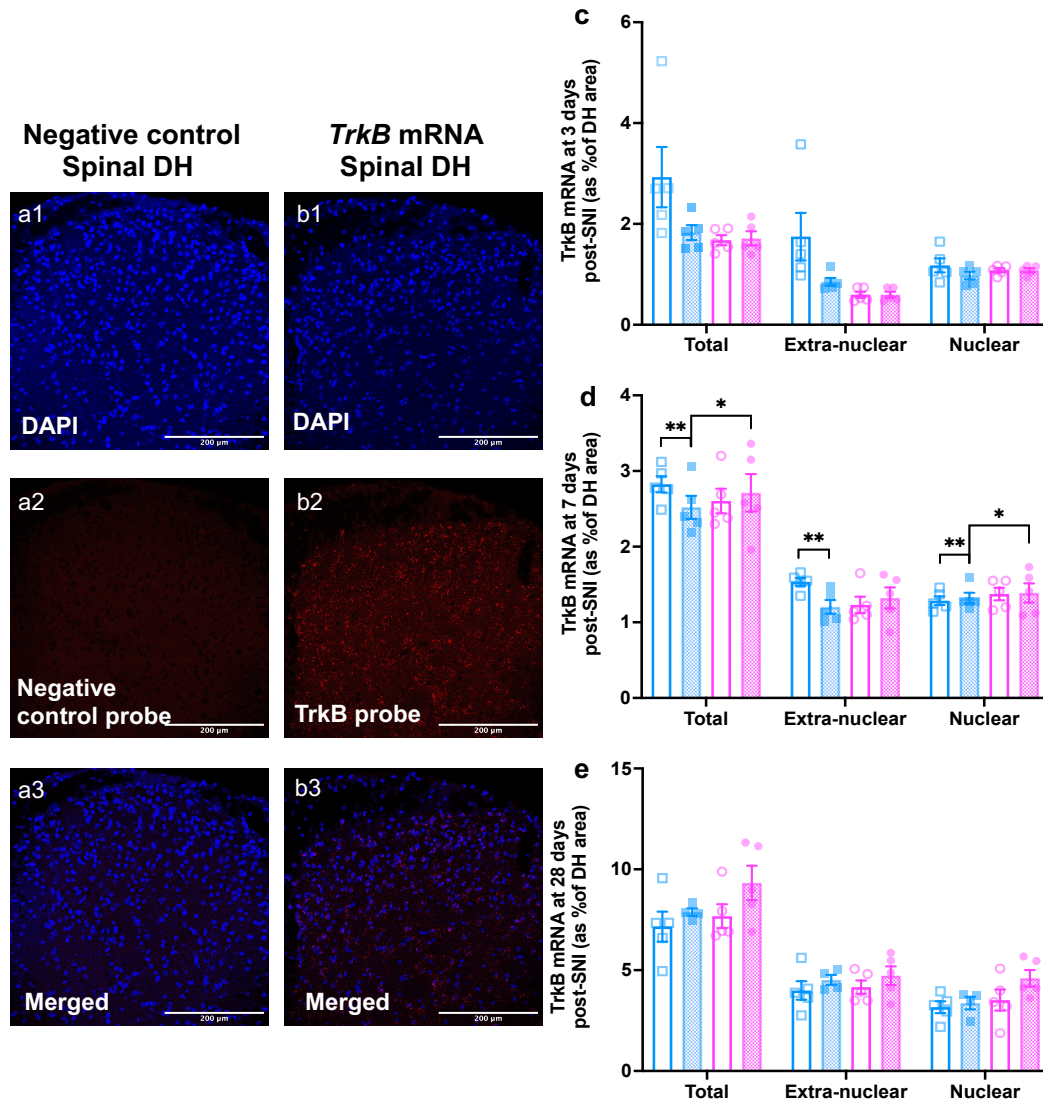 Negative control
Spinal DH
TrkB mRNA
Spinal DH
a1
DAPI
200 µm
b1
DAPI
200 µm
a2
Negative
control probe
200 µm
b2
TrkB probe
200 µm
a3
Merged
200 µm
b3
Merged
200 µm
c
TrkB mRNA at 3 days
post-SNI (as %of DH area)
6
4
2
0
Total
Extra-nuclear
Nuclear
d
TrkB mRNA at 7 days
post-SNI (as %of DH area)
4
3
2
1
0
**
*
**
**
*
Total
Extra-nuclear
Nuclear
e
TrkB mRNA at 28 days
post-SNI (as %of DH area)
15
10
5
0
Total
Extra-nuclear
Nuclear